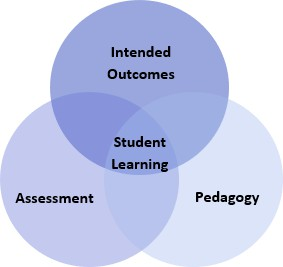 Intended
Outcomes
Student
Learning
Assessment
Pedagogy